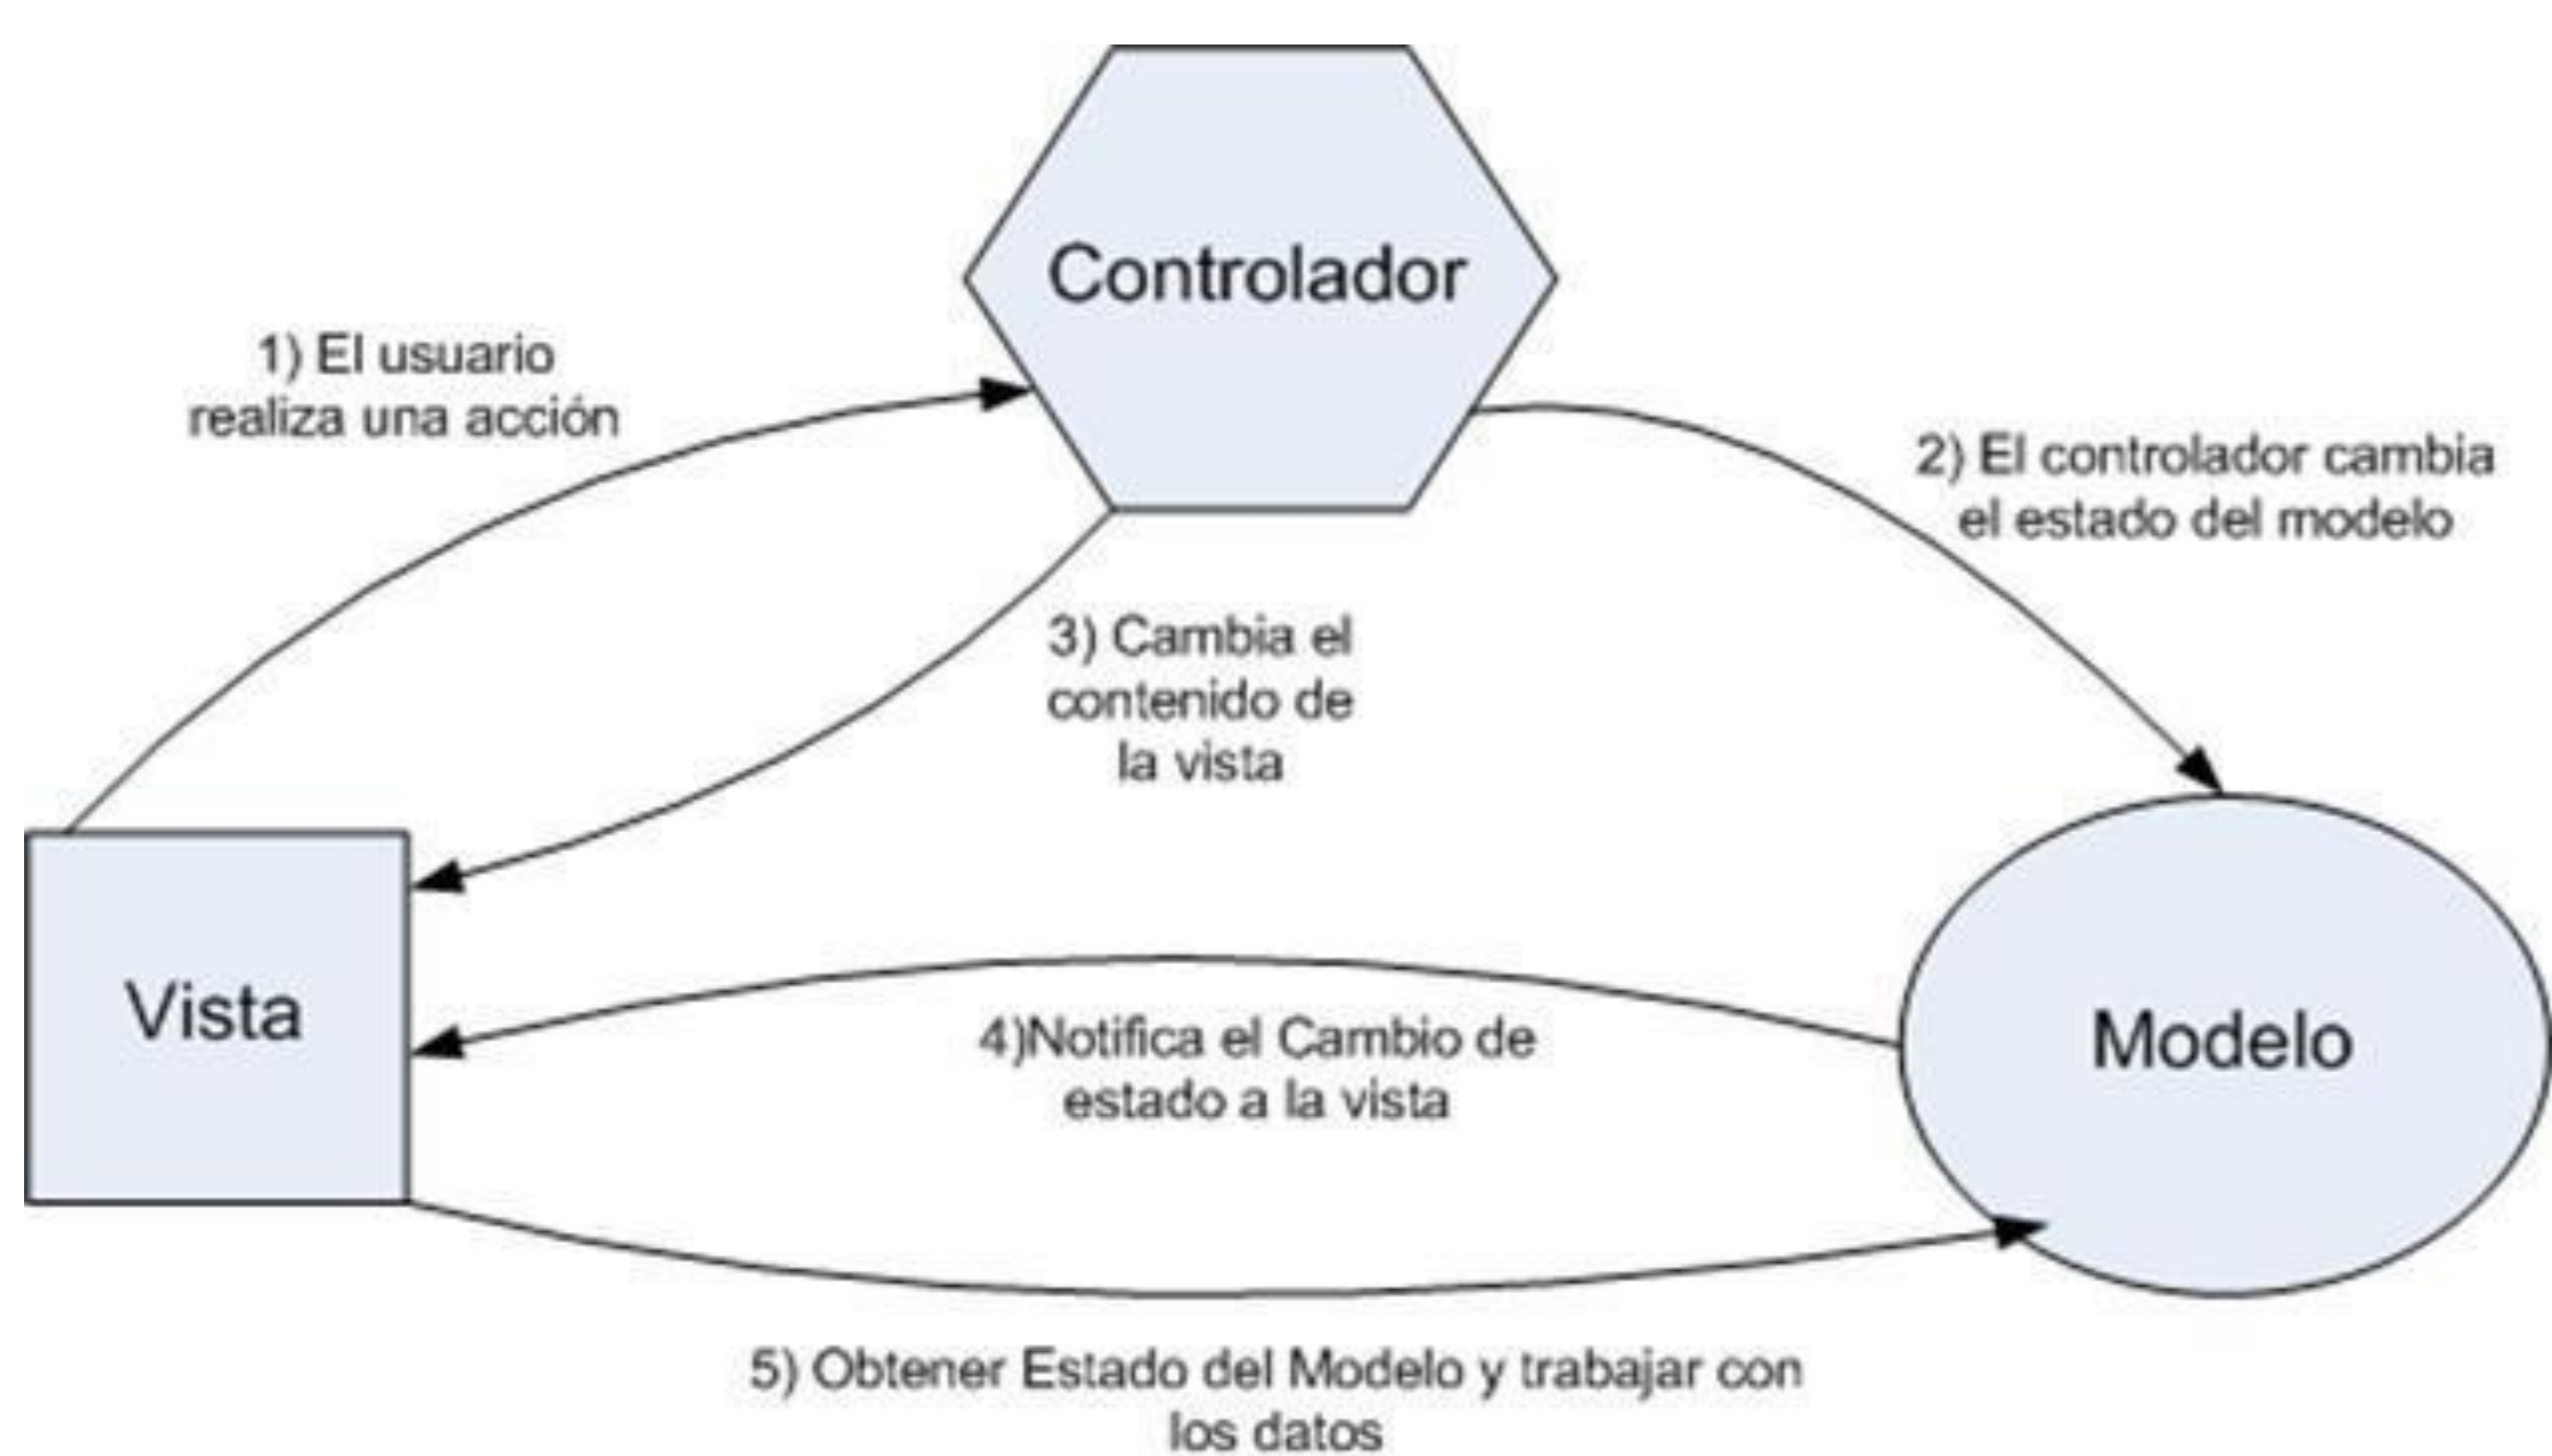 Controlador
1) El usuario
realiza una acción
2) El controlador cambia
el estado del modelo
3) Cambia el
contenido de
la vista
Vista
4)Notifica el Cambio de
estado a la vista
Modelo
5) Obtener Estado del Modelo y trabajar con
los datos